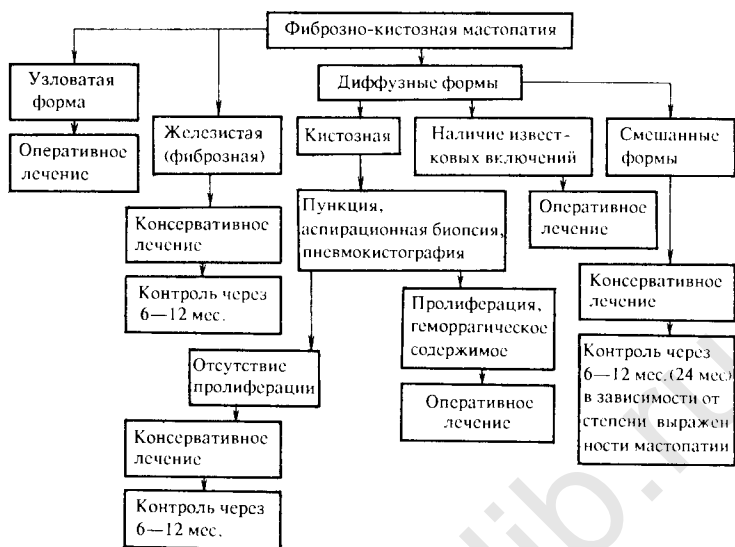 Фиброзно-кистозная мастопатия
Узловатая
форма
Диффузные формы
Оперативное
лечение
Железистая
(фиброзная)
Кистозная
Наличие извест-
ковых включений
Смешанные
формы
Консервативное
лечение
Пункция,
аспирационная биопсия,
пневмокистография
Оперативное
лечение
Контроль через
6—12 мес.
Пролиферация,
геморрагическое
содержимое
Консервативное
лечение
Отсутствие
пролиферации
Оперативное
лечение
Контроль через
6—12 мес. (24 мес)
в зависимости от
степени выражен
ности мастопатии
Консервативное
лечение
Контроль через
6—12 мес.
lib.ru